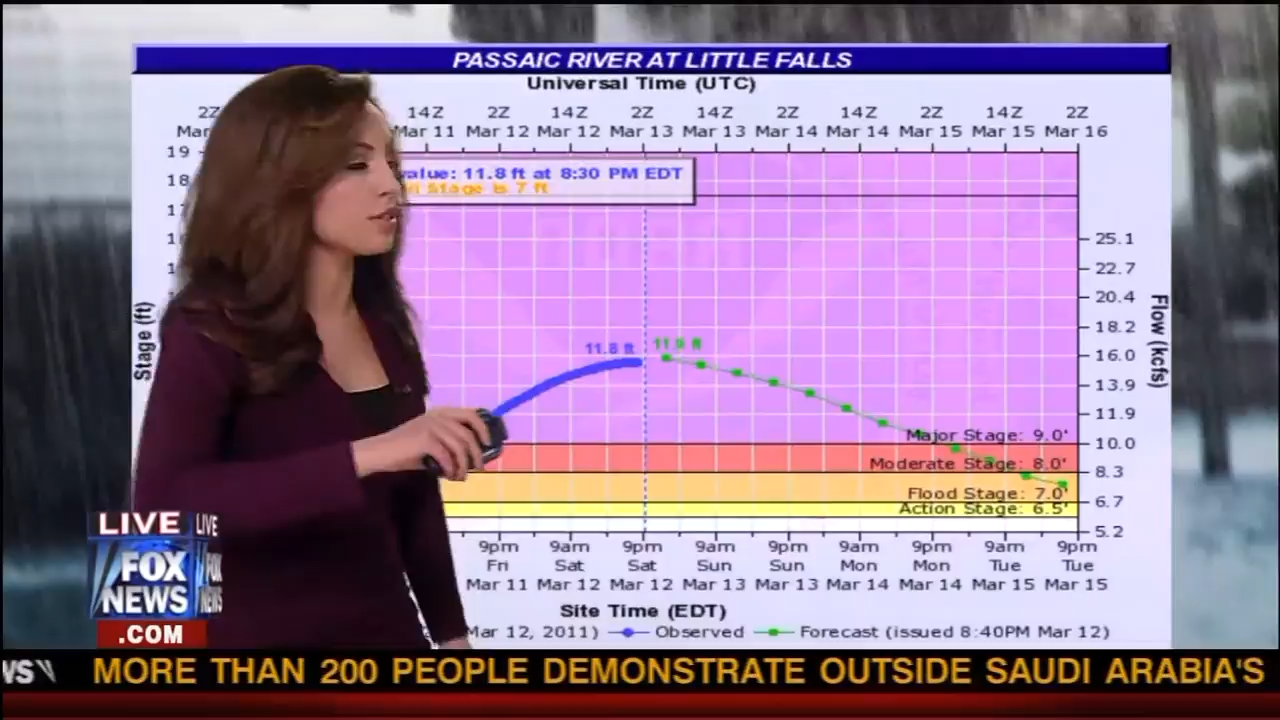 PASSAIC RIVER AT LITTLE FALLS
Universal Time (UTC)
2Z 14Z 2Z 14Z 2Z 14Z 2Z 14Z 2Z 14Z 2Z
Mar Mar 11 Mar 12 Mar 12 Mar 13 Mar 13 Mar 14 Mar 14 Mar 15 Mar 15 Mar 16
19
18
alue: 11.8 ft at 8:30 PM EDT
Stage is 7 ft
Stage (ft)
25.1
22.7
20.4
18.2
16.0
13.9
11.9
10.0
8.3
6.7
5.2
Flow (kcfs)
11.8 ft
Major Stage: 9.0'
Moderate Stage: 8.0'
Flood Stage: 7.0'
Action Stage: 6.5'
9pm 9am 9pm 9am 9pm 9am 9pm 9am 9pm
Fri Sat Sat Sun Sun Mon Mon Tue Tue
Mar 11 Mar 12 Mar 12 Mar 13 Mar 13 Mar 14 Mar 14 Mar 15 Mar 15
Site Time (EDT)
Mar 12, 2011) Observed Forecast (issued 8:40PM Mar 12)
LIVE LIVE
FOX
NEWS
.COM
WS MORE THAN 200 PEOPLE DEMONSTRATE OUTSIDE SAUDI ARABIA'S